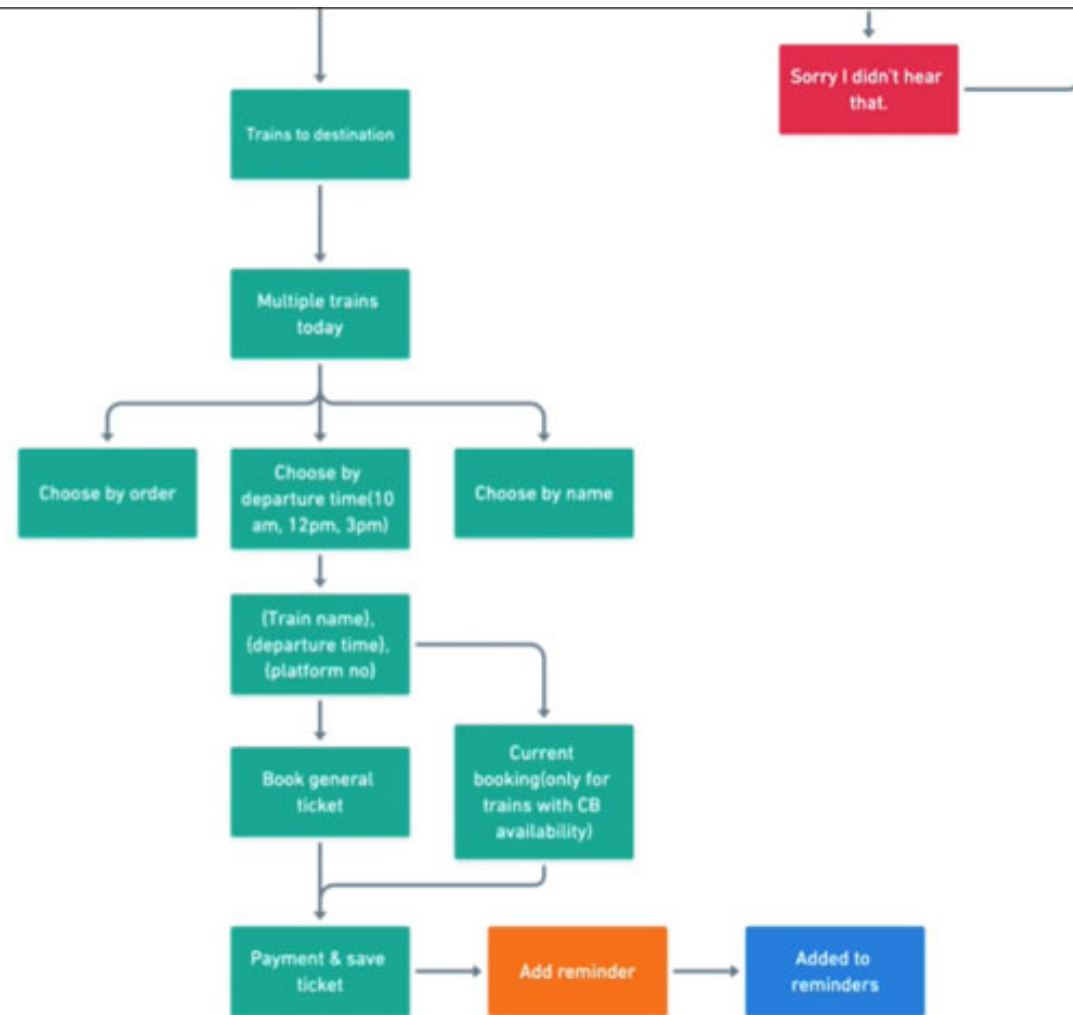 Sorry I didn't hear
that.
Trains to destination
Multiple trains
today
Choose by order
Choose by
departure time(10
am, 12pm, 3pm)
Choose by name
{Train name},
{departure time},
{platform no}
Book general
ticket
Current
booking(only for
trains with CB
availability)
Payment & save
ticket
Add reminder
Added to
reminders